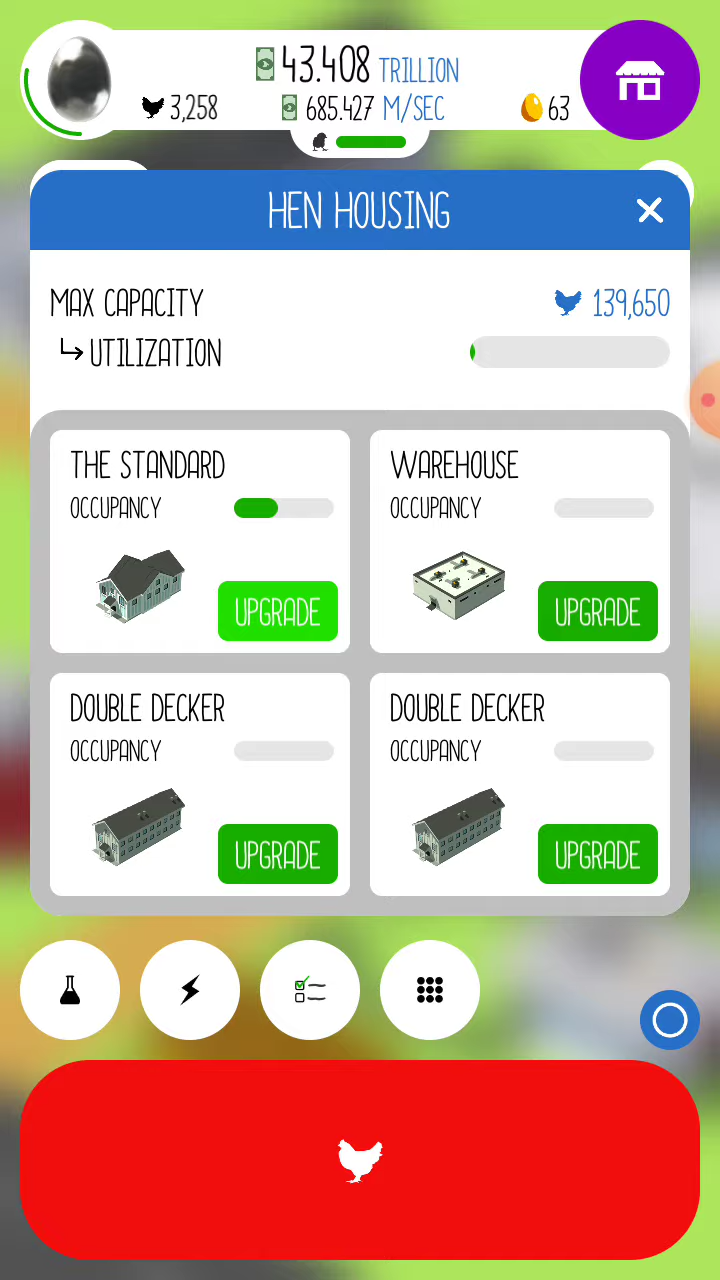 43.408 TRILLION
3,258 685.427 M/SEC 63
HEN HOUSING
MAX CAPACITY 139,650
UTILIZATION
THE STANDARD
OCCUPANCY
UPGRADE
WAREHOUSE
OCCUPANCY
UPGRADE
DOUBLE DECKER
OCCUPANCY
UPGRADE
DOUBLE DECKER
OCCUPANCY
UPGRADE